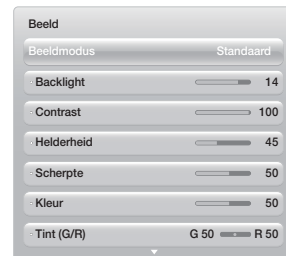 Beeld
Beeldmodus Standaard
Backlight 14
Contrast 100
Helderheid 45
Scherpte 50
Kleur 50
Tint (G/R) G 50 R 50